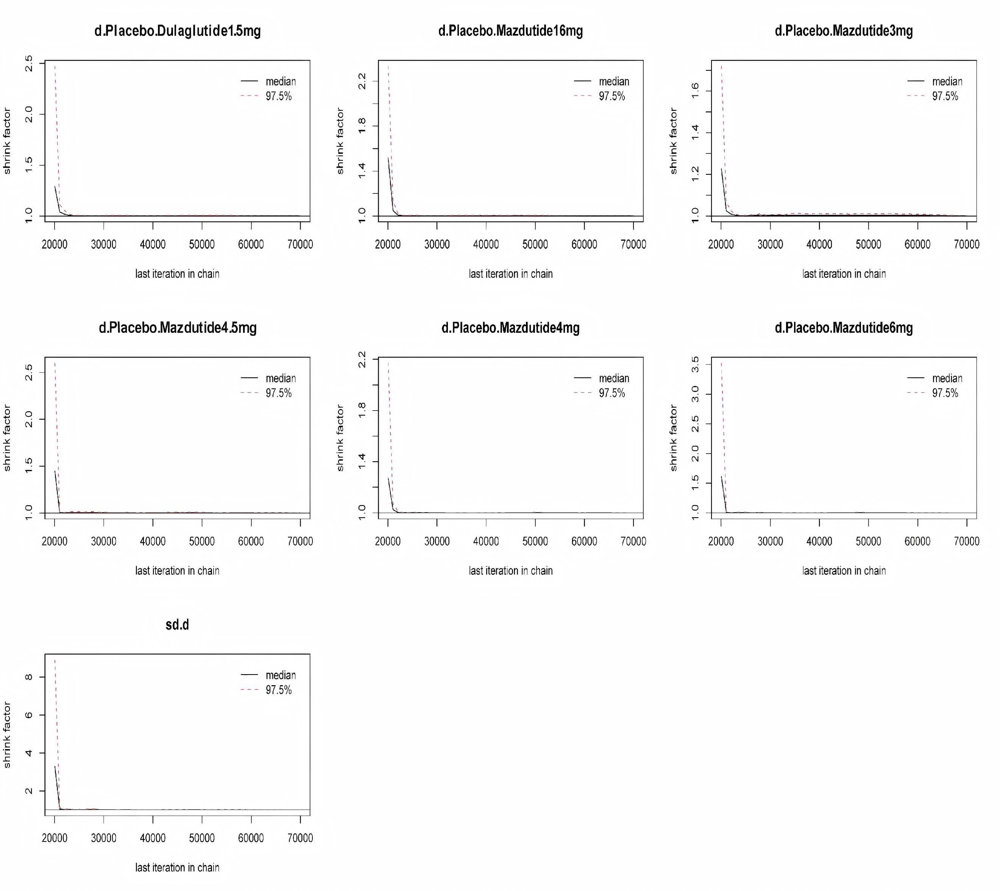 d.Placebo.Dulaglutide1.5mg
shrink factor
2.5
2.0
1.5
1.0
median
97.5%
20000 30000 40000 50000 60000 70000
last iteration in chain
d.Placebo.Mazdutide16mg
shrink factor
2.2
1.8
1.4
1.0
median
97.5%
20000 30000 40000 50000 60000 70000
last iteration in chain
d.Placebo.Mazdutide3mg
shrink factor
1.6
1.4
1.2
1.0
median
97.5%
20000 30000 40000 50000 60000 70000
last iteration in chain
d.Placebo.Mazdutide4.5mg
shrink factor
2.5
2.0
1.5
1.0
median
97.5%
20000 30000 40000 50000 60000 70000
last iteration in chain
d.Placebo.Mazdutide4mg
shrink factor
2.2
1.8
1.4
1.0
median
97.5%
20000 30000 40000 50000 60000 70000
last iteration in chain
d.Placebo.Mazdutide6mg
shrink factor
3.5
3.0
2.5
2.0
1.5
1.0
median
97.5%
20000 30000 40000 50000 60000 70000
last iteration in chain
sd.d
shrink factor
8
6
4
2
median
97.5%
20000 30000 40000 50000 60000 70000
last iteration in chain